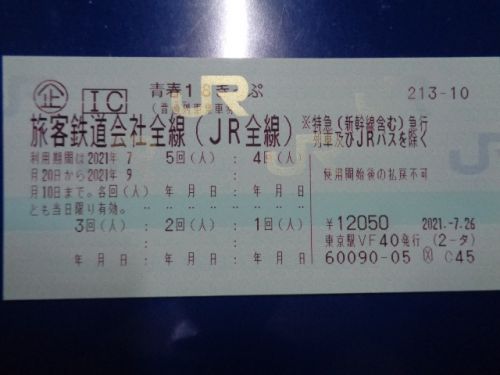 企 IC 青春18きっぷ 213-10
(普通列車乗車券)
旅客鉄道会社全線(JR全線) ※特急(新幹線含む)急行
列車及びJRバスを除く
利用期間は2021年 7 5回(人) : 4回(人)
月20日から2021年 9 : 使用開始後の払戻不可
月10日まで。各回(人) 年 月 日 : 年 月 日
とも当日限り有効。
3回(人) : 2回(人) : 1回(人) ¥12050 2021.-7.26
: : 東京駅VF40発行 (2-タ)
年 月 日 : 年 月 日 : 年 月 日 60090-05 C45